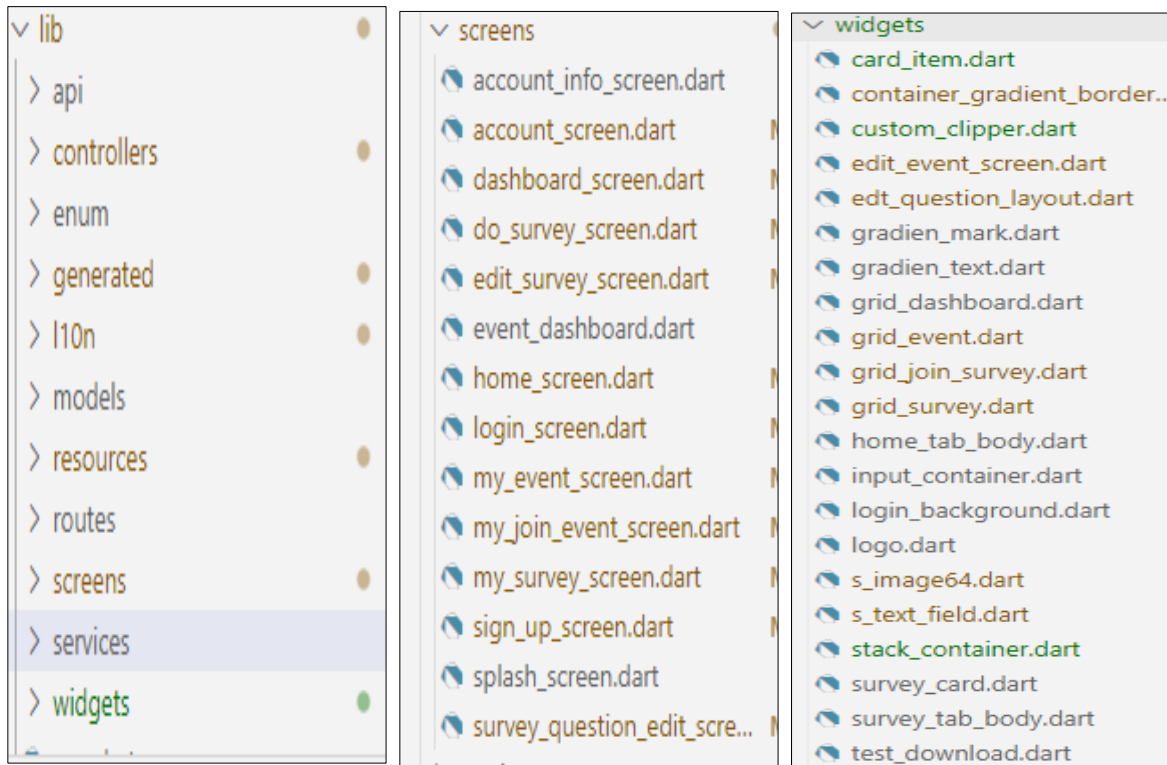 lib
api
controllers
enum
generated
l10n
models
resources
routes
screens
services
widgets
screens
account_info_screen.dart
account_screen.dart
dashboard_screen.dart
do_survey_screen.dart
edit_survey_screen.dart
event_dashboard.dart
home_screen.dart
login_screen.dart
my_event_screen.dart
my_join_event_screen.dart
my_survey_screen.dart
sign_up_screen.dart
splash_screen.dart
survey_question_edit_scre...
widgets
card_item.dart
container_gradient_border...
custom_clipper.dart
edit_event_screen.dart
edt_question_layout.dart
gradien_mark.dart
gradien_text.dart
grid_dashboard.dart
grid_event.dart
grid_join_survey.dart
grid_survey.dart
home_tab_body.dart
input_container.dart
login_background.dart
logo.dart
s_image64.dart
s_text_field.dart
stack_container.dart
survey_card.dart
survey_tab_body.dart
test_download.dart